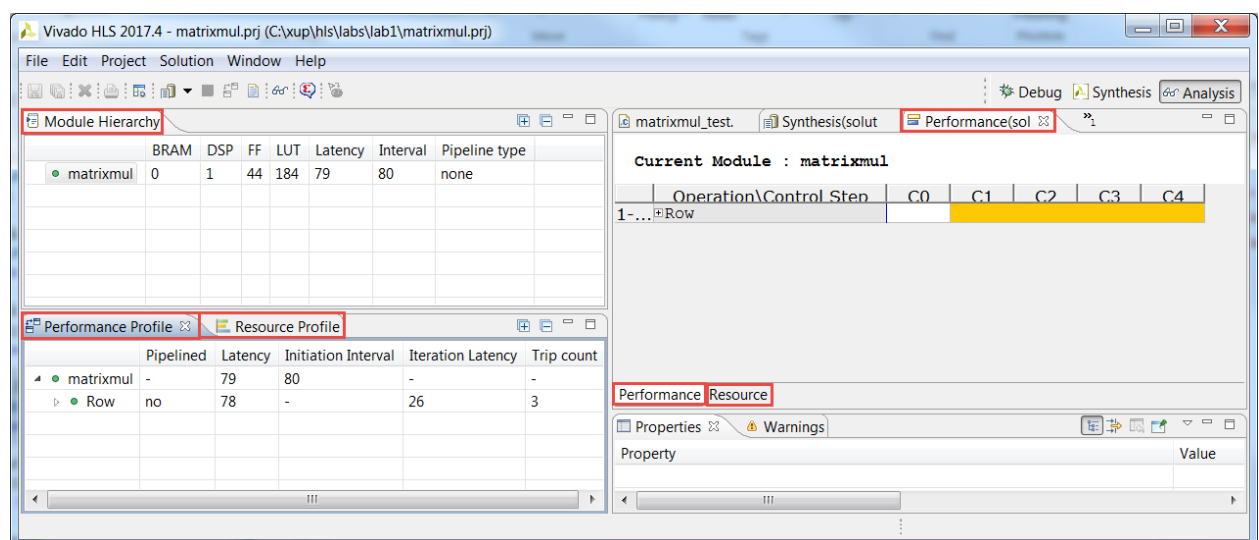 Vivado HLS 2017.4 - matrixmul.prj (C:\xup\hls\labs\lab1\matrixmul.prj)
File Edit Project Solution Window Help
Debug Synthesis Analysis
Module Hierarchy
BRAM DSP FF LUT Latency Interval Pipeline type
matrixmul 0 1 44 184 79 80 none
Performance Profile Resource Profile
Pipelined Latency Initiation Interval Iteration Latency Trip count
matrixmul - 79 80 - -
Row no 78 - 26 3
matrixmul_test. Synthesis(solut Performance(sol »1
Current Module : matrixmul
Operation\Control Step C0 C1 C2 C3 C4
1-... Row
Performance Resource
Properties Warnings
Property Value